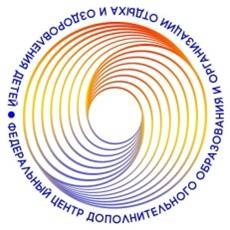 ФЕДЕРАЛЬНЫЙ ЦЕНТР ДОПОЛНИТЕЛЬНОГО ОБРАЗОВАНИЯ И ОРГАНИЗАЦИИ ОТДЫХА И ОЗДОРОВЛЕНИЯ ДЕТЕЙ